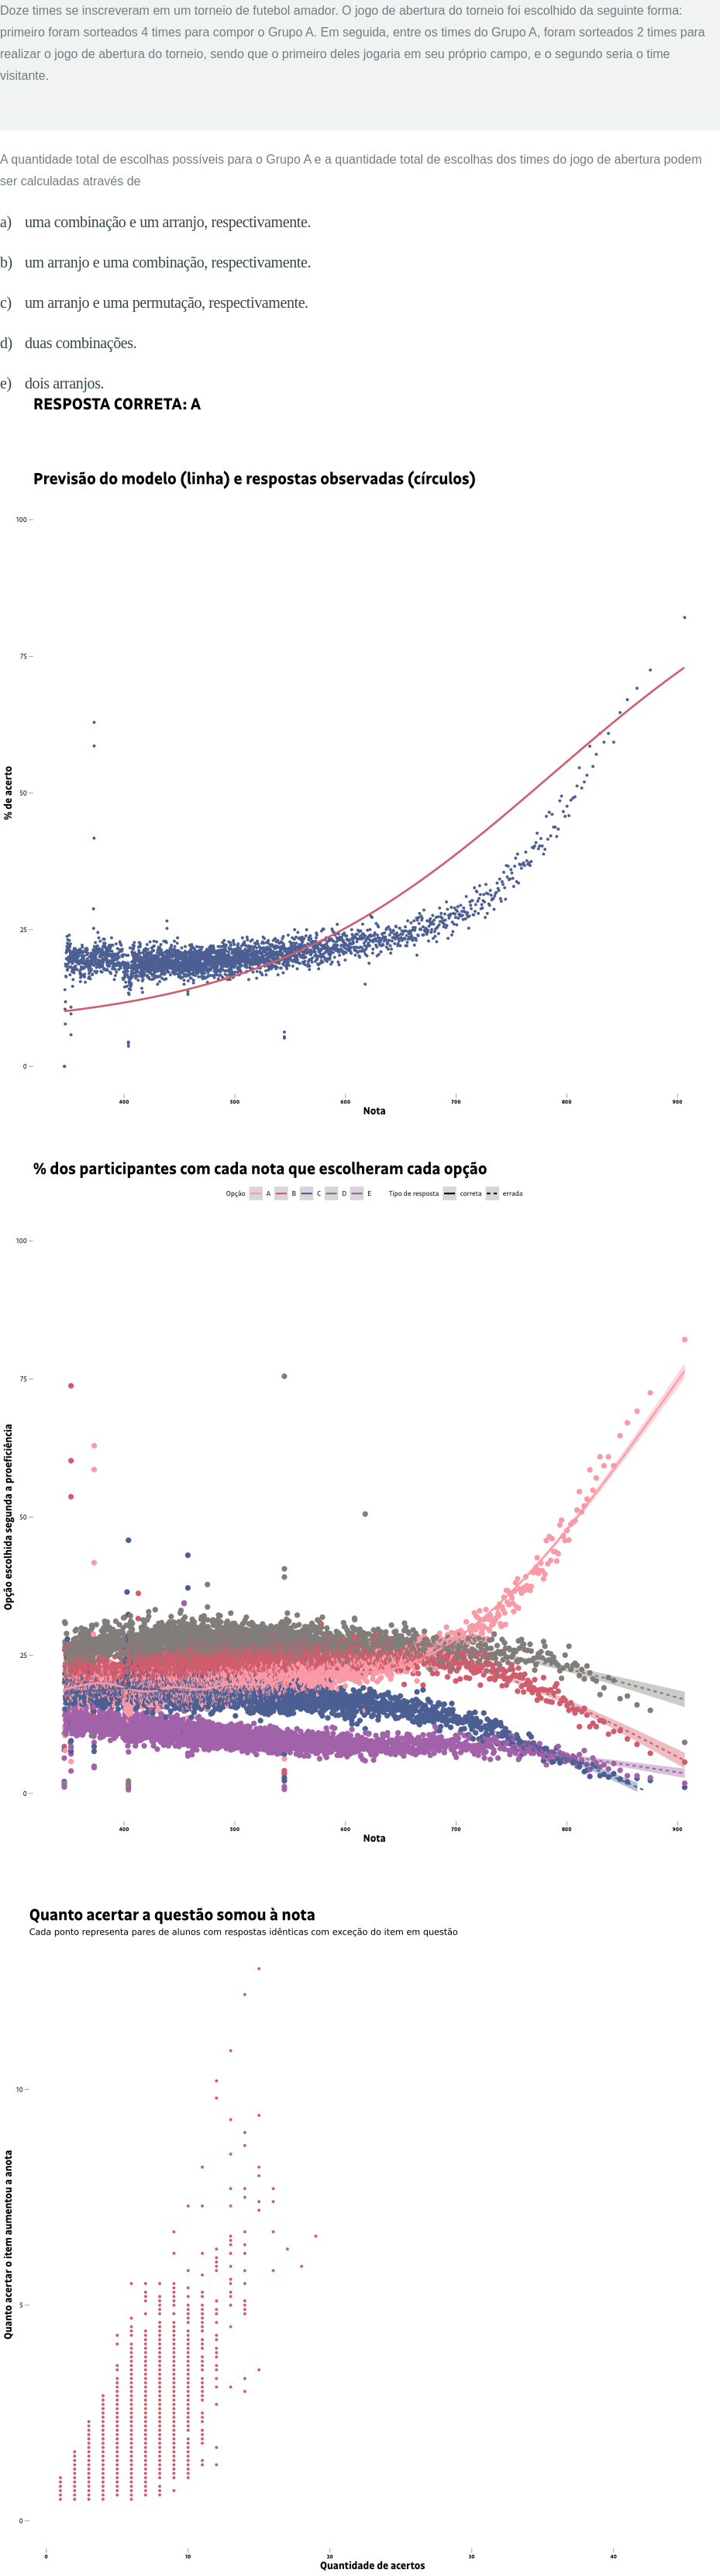 Doze times se inscreveram em um torneio de futebol amador. O jogo de abertura do torneio foi escolhido da seguinte forma:
primeiro foram sorteados 4 times para compor o Grupo A. Em seguida, entre os times do Grupo A, foram sorteados 2 times para
realizar o jogo de abertura do torneio, sendo que o primeiro deles jogaria em seu próprio campo, e o segundo seria o time
visitante.
A quantidade total de escolhas possíveis para o Grupo A e a quantidade total de escolhas dos times do jogo de abertura podem
ser calculadas através de
a) uma combinação e um arranjo, respectivamente.
b) um arranjo e uma combinação, respectivamente.
c) um arranjo e uma permutação, respectivamente.
d) duas combinações.
e) dois arranjos.
RESPOSTA CORRETA: A
Previsão do modelo (linha) e respostas observadas (círculos)
100
75
50
25
0
% de acerto
400 500 600 700 800 900
Nota
% dos participantes com cada nota que escolheram cada opção
Opção A B C D E Tipo de resposta correta errada
100
75
50
25
0
Opção escolhida segunda a proeficiência
400 500 600 700 800 900
Nota
Quanto acertar a questão somou à nota
Cada ponto representa pares de alunos com respostas idênticas com exceção do item em questão
10
5
0
Quanto acertar o item aumentou a anota
0 10 20 30 40
Quantidade de acertos